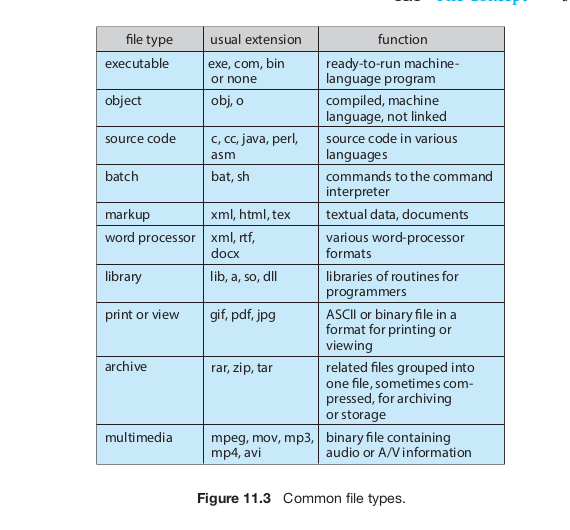 file type usual extension function
executable exe, com, bin ready-to-run machine-
or none language program
object obj, o compiled, machine
language, not linked
source code c, cc, java, perl, source code in various
asm languages
batch bat, sh commands to the command
interpreter
markup xml, html, tex textual data, documents
word processor xml, rtf, various word-processor
docx formats
library lib, a, so, dll libraries of routines for
programmers
print or view gif, pdf, jpg ASCII or binary file in a
format for printing or
viewing
archive rar, zip, tar related files grouped into
one file, sometimes com-
pressed, for archiving
or storage
multimedia mpeg, mov, mp3, binary file containing
mp4, avi audio or A/V information
Figure 11.3 Common file types.